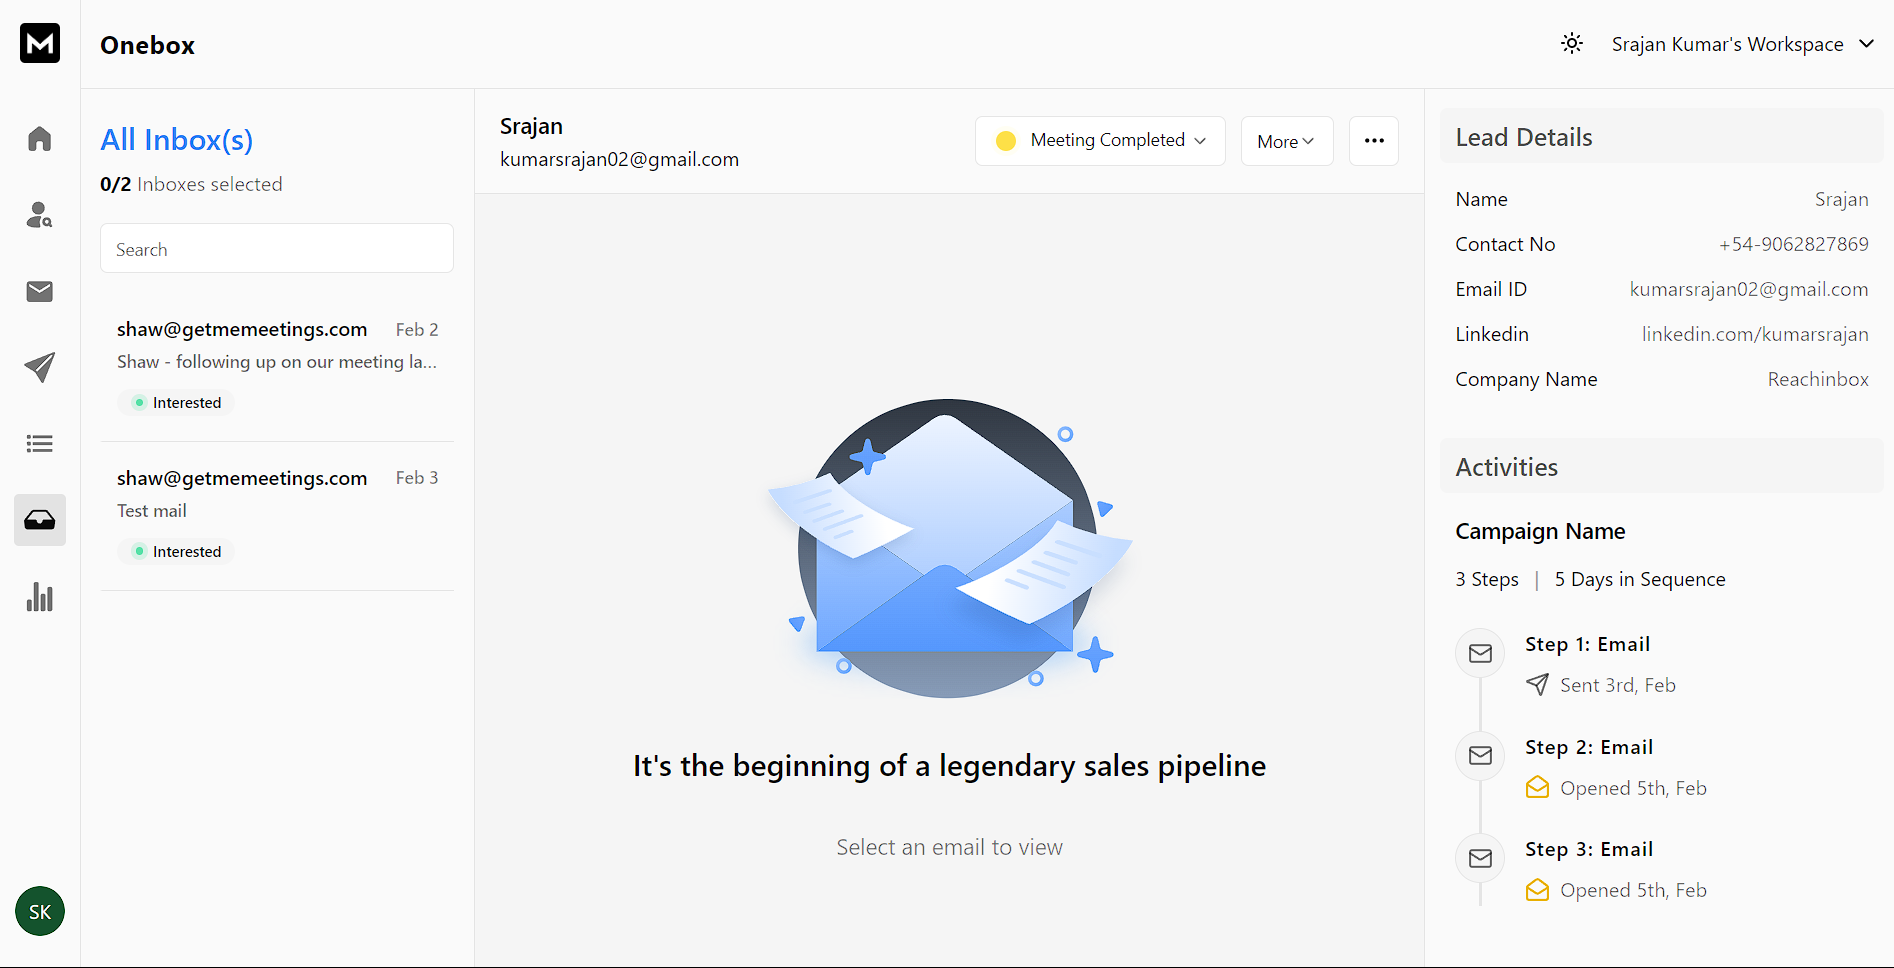 M
Onebox
Srajan Kumar's Workspace
All Inbox(s)
0/2 Inboxes selected
Search
shaw@getmemeetings.com Feb 2
Shaw - following up on our meeting la...
Interested
shaw@getmemeetings.com Feb 3
Test mail
Interested
SK
Srajan
kumarsrajan02@gmail.com
Meeting Completed
More
It's the beginning of a legendary sales pipeline
Select an email to view
Lead Details
Name Srajan
Contact No +54-9062827869
Email ID kumarsrajan02@gmail.com
Linkedin linkedin.com/kumarsrajan
Company Name Reachinbox
Activities
Campaign Name
3 Steps | 5 Days in Sequence
Step 1: Email
Sent 3rd, Feb
Step 2: Email
Opened 5th, Feb
Step 3: Email
Opened 5th, Feb